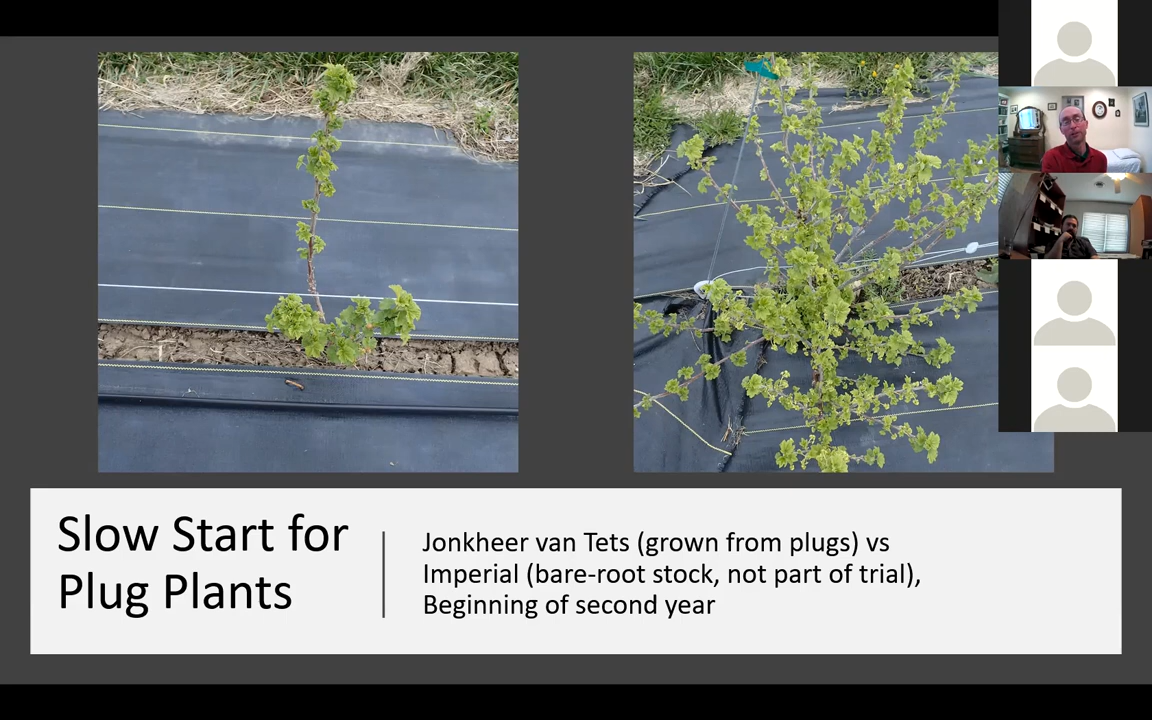 Slow Start for
Plug Plants
Jonkheer van Tets (grown from plugs) vs
Imperial (bare-root stock, not part of trial),
Beginning of second year